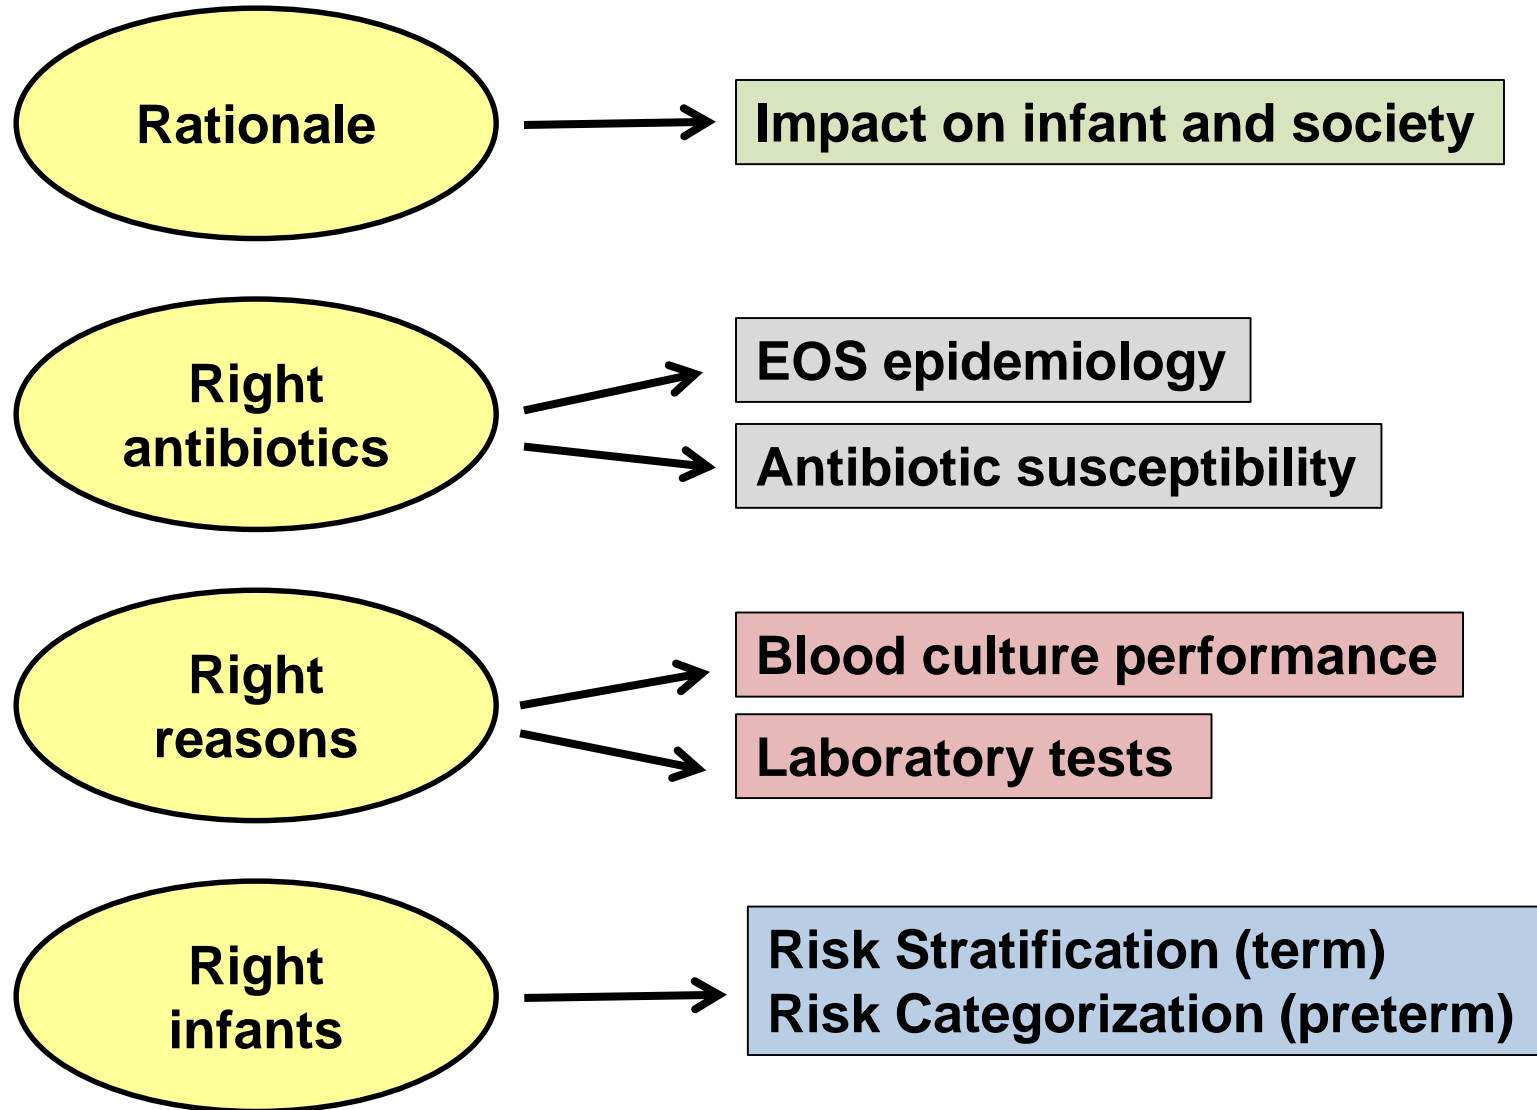 Rationale
Impact on infant and society
Right
antibiotics
EOS epidemiology
Antibiotic susceptibility
Right
reasons
Blood culture performance
Laboratory tests
Right
infants
Risk Stratification (term)
Risk Categorization (preterm)